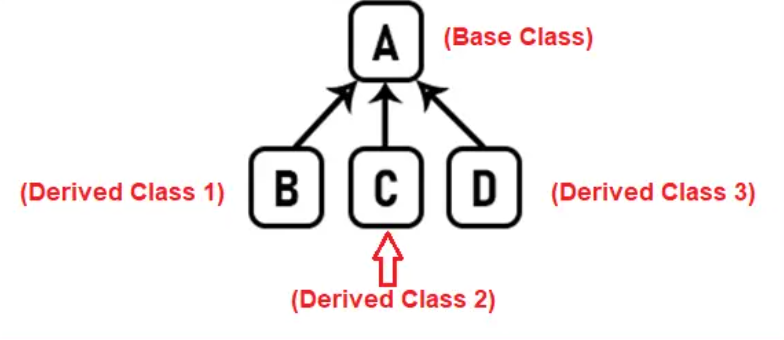 A
(Base Class)
(Derived Class 1)
B
C
D
(Derived Class 3)
(Derived Class 2)